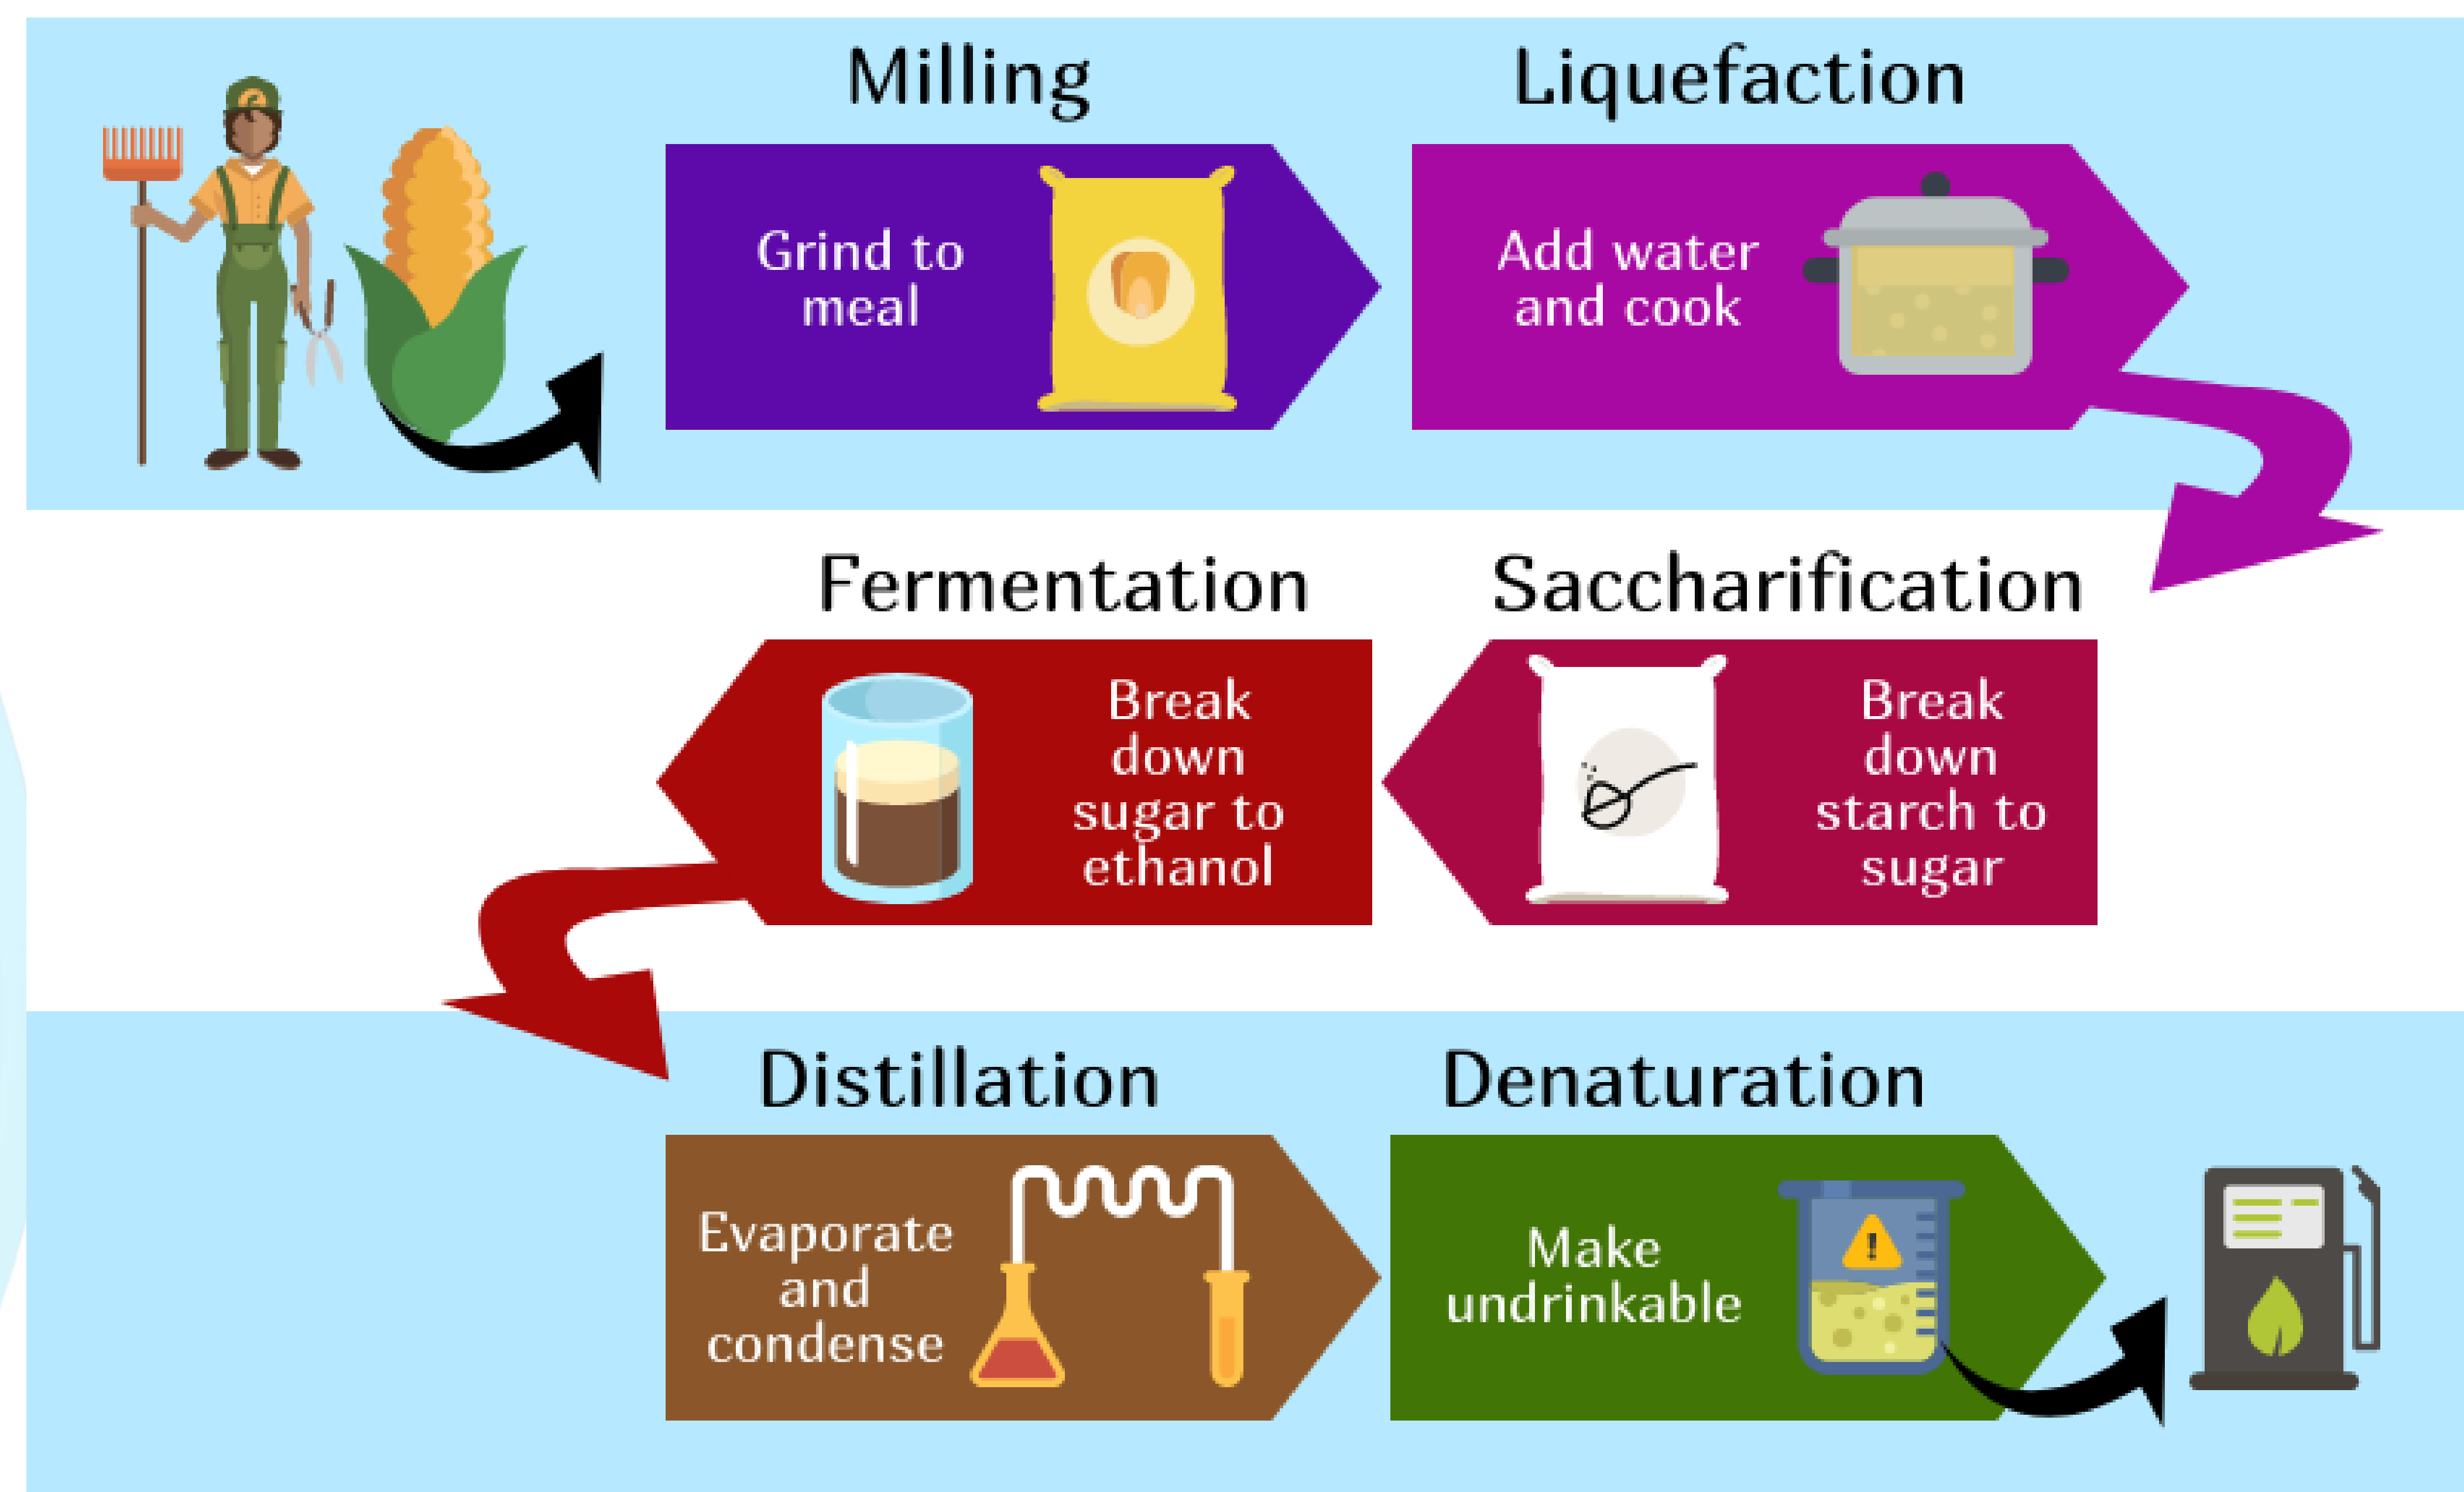 Milling
Grind to
meal
Liquefaction
Add water
and cook
Saccharification
Break
down
starch to
sugar
Fermentation
Break
down
sugar to
ethanol
Distillation
Evaporate
and
condense
Denaturation
Make
undrinkable
!